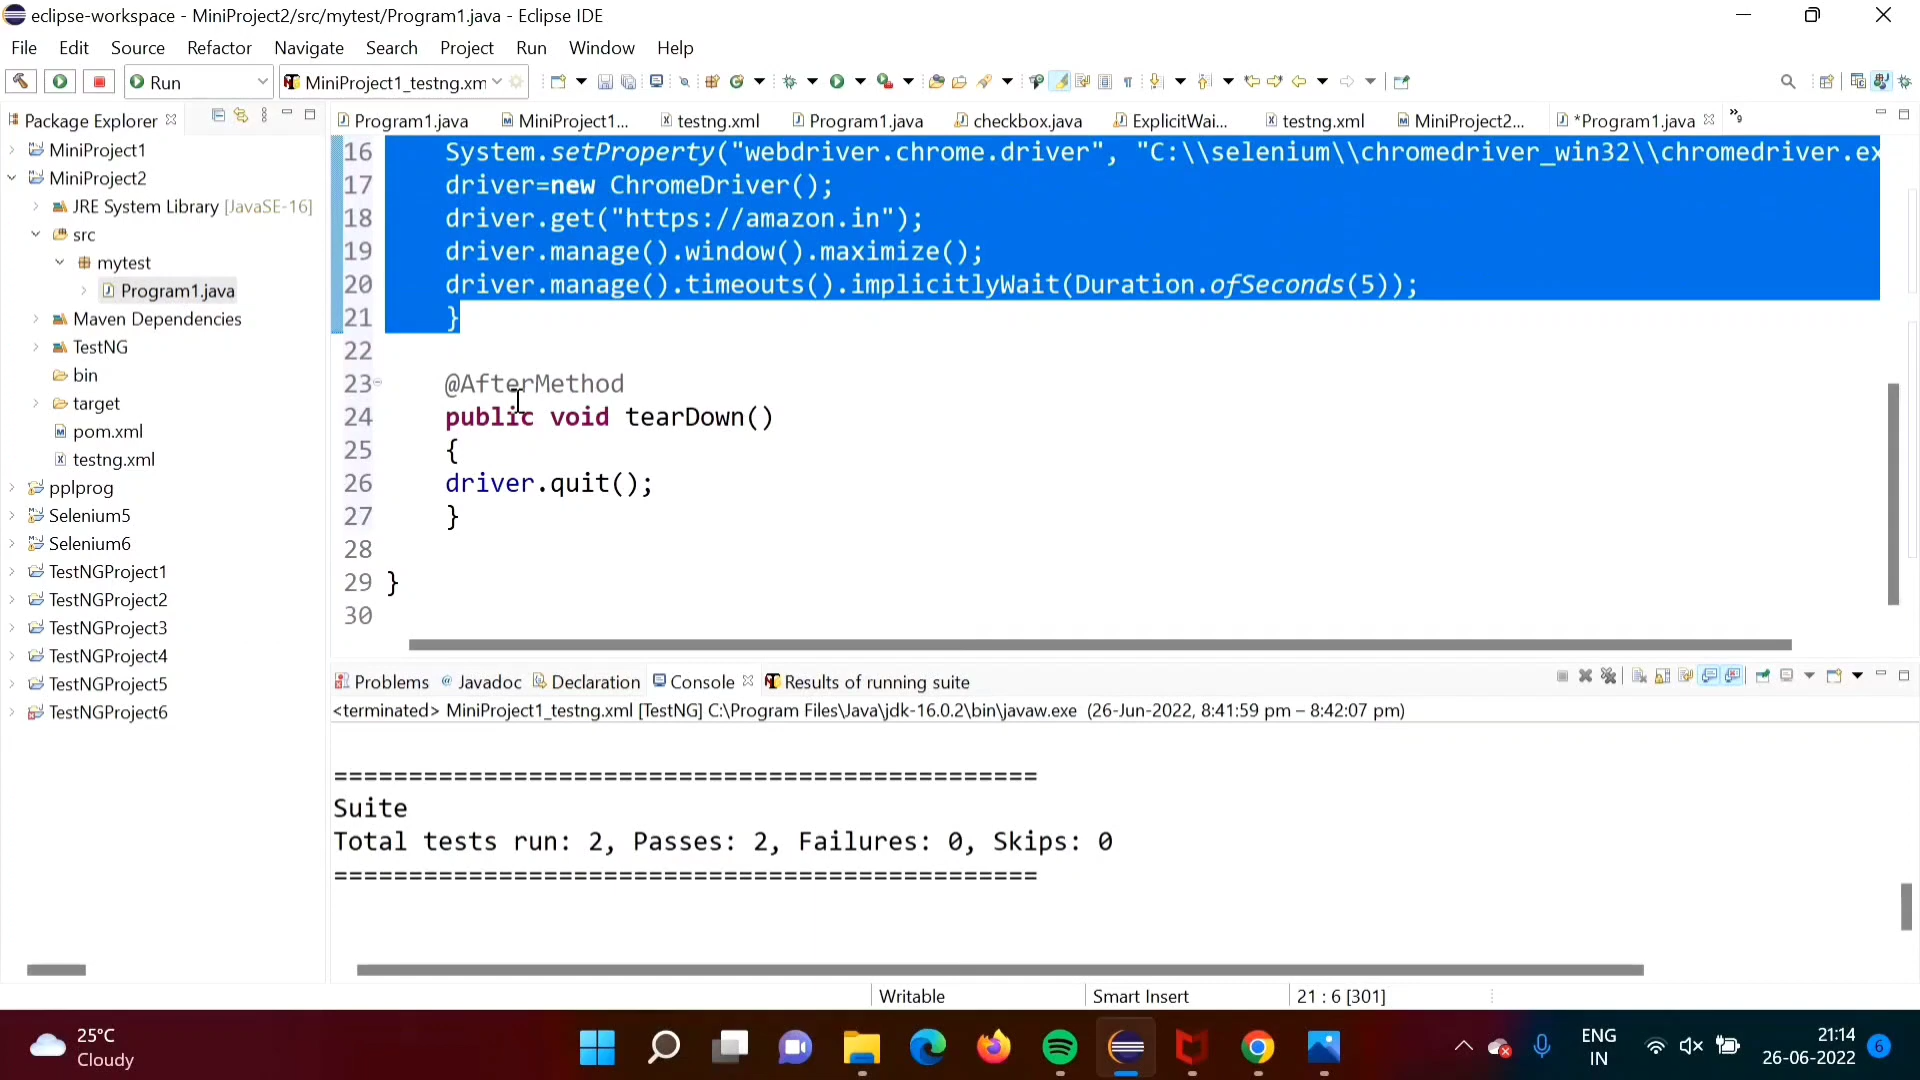 eclipse-workspace - MiniProject2/src/mytest/Program1.java - Eclipse IDE
File Edit Source Refactor Navigate Search Project Run Window Help
Run MiniProject1_testng.xm
Package Explorer
MiniProject1
MiniProject2
JRE System Library [JavaSE-16]
src
mytest
Program1.java
Maven Dependencies
TestNG
bin
target
pom.xml
testng.xml
pplprog
Selenium5
Selenium6
TestNGProject1
TestNGProject2
TestNGProject3
TestNGProject4
TestNGProject5
TestNGProject6
Program1.java MiniProject1... testng.xml Program1.java checkbox.java ExplicitWai... testng.xml MiniProject2... *Program1.java »9
16 System.setProperty("webdriver.chrome.driver", "C:\\selenium\\chromedriver_win32\\chromedriver.ex
17 driver=new ChromeDriver();
18 driver.get("https://amazon.in");
19 driver.manage().window().maximize();
20 driver.manage().timeouts().implicitlyWait(Duration.ofSeconds(5));
21 }
22
23 @AfterMethod
24 public void tearDown()
25 {
26 driver.quit();
27 }
28
29 }
30
Problems @ Javadoc Declaration Console Results of running suite
<terminated> MiniProject1_testng.xml [TestNG] C:\Program Files\Java\jdk-16.0.2\bin\javaw.exe (26-Jun-2022, 8:41:59 pm – 8:42:07 pm)
===============================================
Suite
Total tests run: 2, Passes: 2, Failures: 0, Skips: 0
===============================================
Writable Smart Insert 21 : 6 [301]
25°C
Cloudy
ENG
IN
21:14
26-06-2022
6